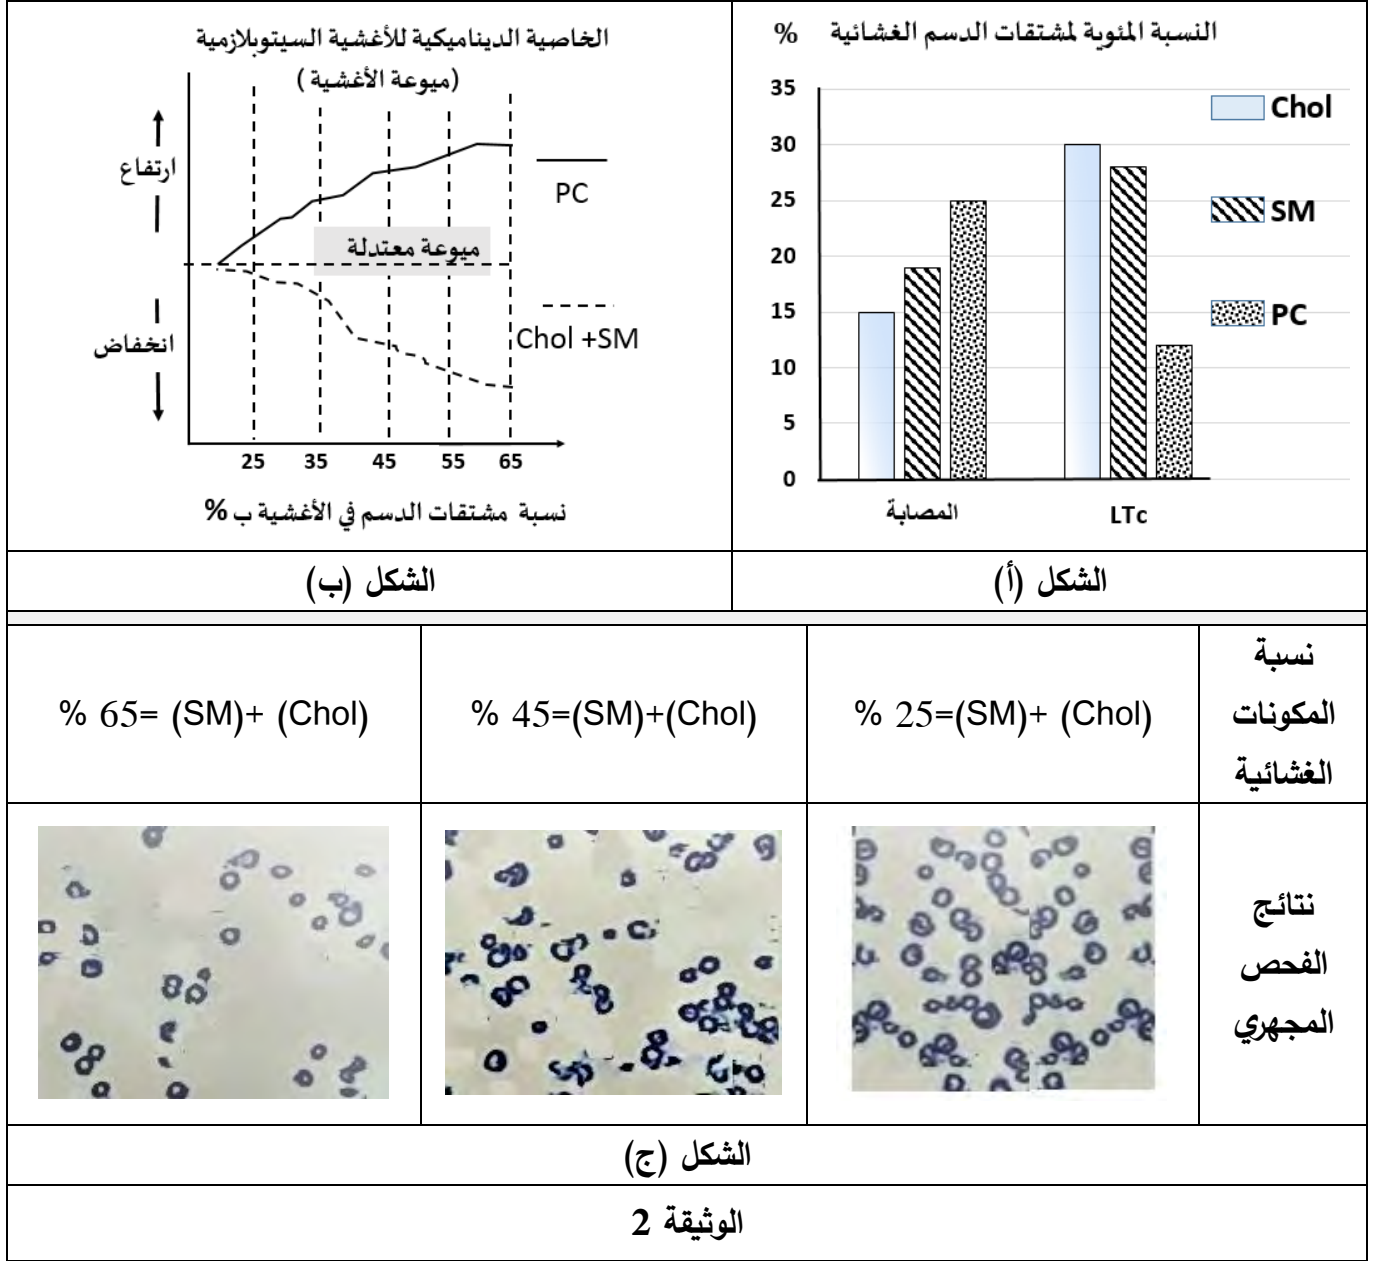 النسبة المئوية لمشتقات الدسم الغشائية %
35
30
25
20
15
10
5
0
Chol
SM
PC
المصابة
LTc
الشكل (أ)
الخاصية الديناميكية للأغشية السيتوبلازمية
(ميوعة الأغشية )
ارتفاع
انخفاض
ميوعة معتدلة
PC
Chol +SM
25 35 45 55 65
نسبة مشتقات الدسم في الأغشية ب %
الشكل (ب)
نسبة
المكونات
الغشائية
% 25=(SM)+ (Chol)
% 45=(SM)+(Chol)
% 65= (SM)+ (Chol)
نتائج
الفحص
المجهري
الشكل (ج)
الوثيقة 2